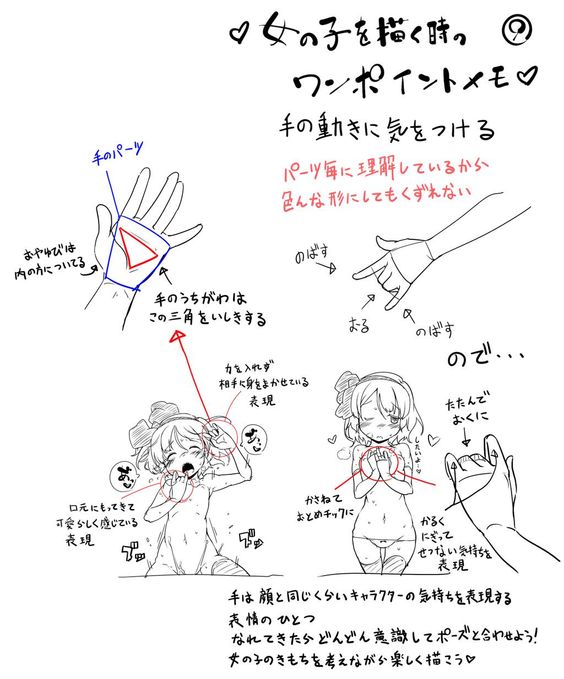 ♡女の子を描く時の ⑨
ワンポイントメモ♡
手の動きに気をつける
パーツ毎に理解しているから
色んな形にしてもくずれない
手のパーツ
おやゆびは
内の方についてる
手のうちがわは
この三角をいしきする
のばす
おる
のばす
ので・・・
力を入れず
相手に身をまかせている
表現
口元にもってきて
可愛らしく感じている
表現
たたんで
おくに
かさねて
おとめチックに
かるく
にぎって
せつない気持ちを
表現
手は顔と同じくらいキャラクターの気持ちを表現する
表情のひとつ
なれてきた分どんどん意識してポーズと合わせよう!
女の子のきもちを考えながら楽しく描こう♡